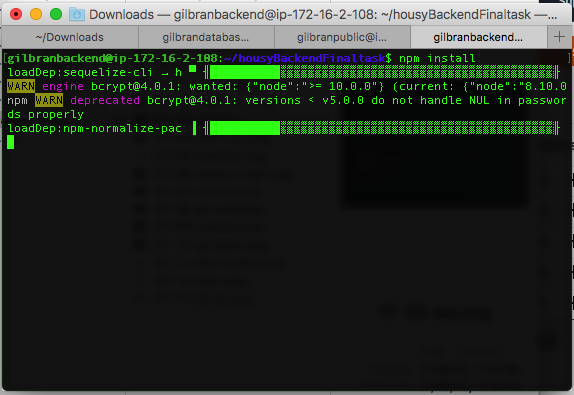 Downloads — gilbranbackend@ip-172-16-2-108: ~/housyBackendFinaltask —...
~/Downloads
gilbrandatabas...
gilbranpublic@i...
gilbranbackend...
[gilbranbackend@ip-172-16-2-108:~/housyBackendFinaltask$ npm install ]
loadDep:sequelize-cli → h
WARN engine bcrypt@4.0.1: wanted: {"node":">= 10.0.0"} (current: {"node":"8.10.0
npm WARN deprecated bcrypt@4.0.1: versions < v5.0.0 do not handle NUL in passwor
ds properly
loadDep:npm-normalize-pac